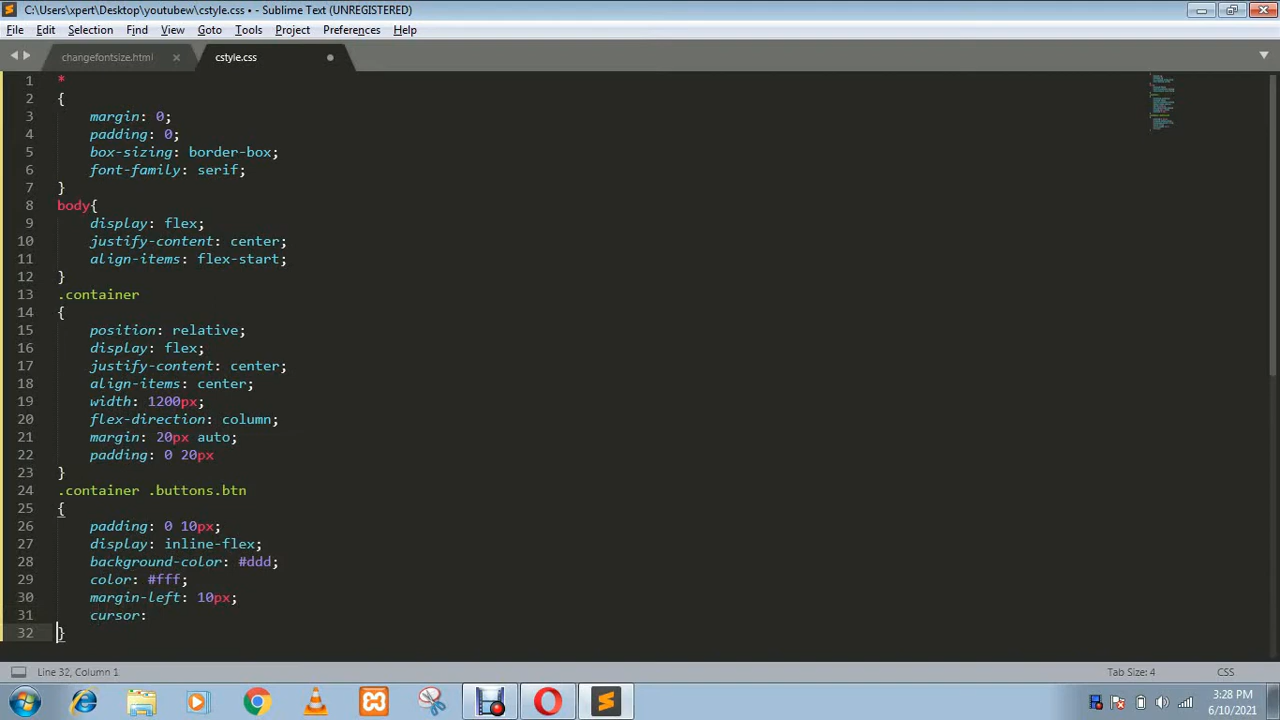 C:\Users\xpert\Desktop\youtubew\cstyle.css • - Sublime Text (UNREGISTERED)
File Edit Selection Find View Goto Tools Project Preferences Help
changefontsize.html cstyle.css
1 *
2 {
3 margin: 0;
4 padding: 0;
5 box-sizing: border-box;
6 font-family: serif;
7 }
8 body{
9 display: flex;
10 justify-content: center;
11 align-items: flex-start;
12 }
13 .container
14 {
15 position: relative;
16 display: flex;
17 justify-content: center;
18 align-items: center;
19 width: 1200px;
20 flex-direction: column;
21 margin: 20px auto;
22 padding: 0 20px
23 }
24 .container .buttons.btn
25 {
26 padding: 0 10px;
27 display: inline-flex;
28 background-color: #ddd;
29 color: #fff;
30 margin-left: 10px;
31 cursor:
32 }
Line 32, Column 1 Tab Size: 4 CSS
3:28 PM
6/10/2021